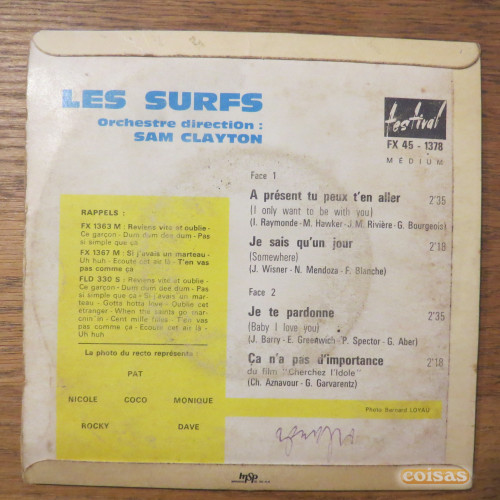 LES SURFS
Orchestre direction :
SAM CLAYTON
festival
FX 45 - 1378
MEDIUM
Face 1
A présent tu peux t'en aller 2'35
(I only want to be with you)
(I. Raymonde - M. Hawker - J.M. Rivière - G. Bourgeois)
Je sais qu'un jour 2'18
(Somewhere)
(J. Wisner - N. Mendoza - F. Blanche)
Face 2
Je te pardonne 2'35
(Baby I love you)
(J. Barry - E. Greenwich - P. Spector - G. Aber)
Ça n'a pas d'importance 2'18
du film "Cherchez l'Idole"
(Ch. Aznavour - G. Garvarentz)
Photo Bernard LOYAU
RAPPELS :
FX 1363 M : Reviens vite et oublie -
Ce garçon - Dum dum dee dum - Pas
si simple que ça
FX 1367 M : Si j'avais un marteau -
Uh huh - Ecoute cet air là - T'en vas
pas comme ça
FLD 330 S : Reviens vite et oublie -
Ce garçon - Dum dum dee dum - Pas
si simple que ça - Si j'avais un mar-
teau - Gotta hotta love - Oublie cet
étranger - When the saints go mar-
chin' in - Cent mille fois - T'en vas
pas comme ça - Ecoute cet air là -
Uh huh
La photo du recto représente :
PAT
NICOLE COCO MONIQUE
ROCKY DAVE
coisas